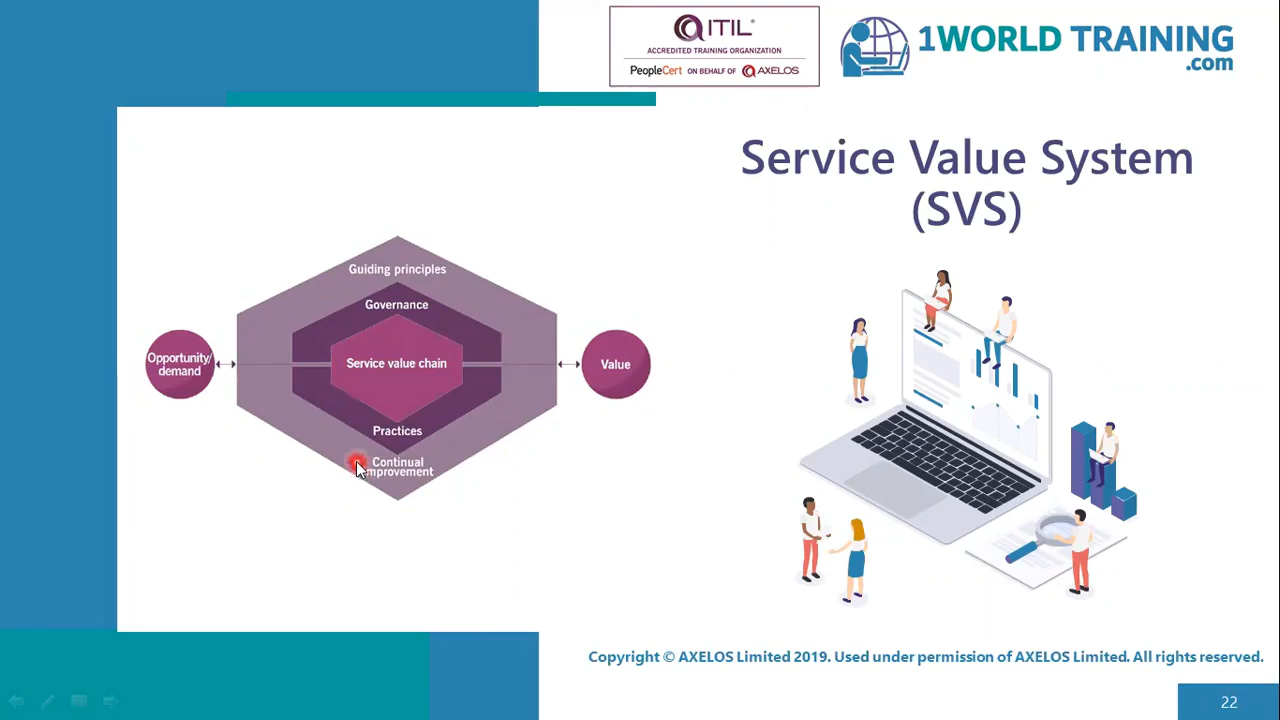 ITIL®
ACCREDITED TRAINING ORGANIZATION
PeopleCert ON BEHALF OF AXELOS
1WORLD TRAINING
.com
Service Value System
(SVS)
Guiding principles
Governance
Opportunity/
demand
Service value chain
Value
Practices
Continual
improvement
Copyright © AXELOS Limited 2019. Used under permission of AXELOS Limited. All rights reserved.
22